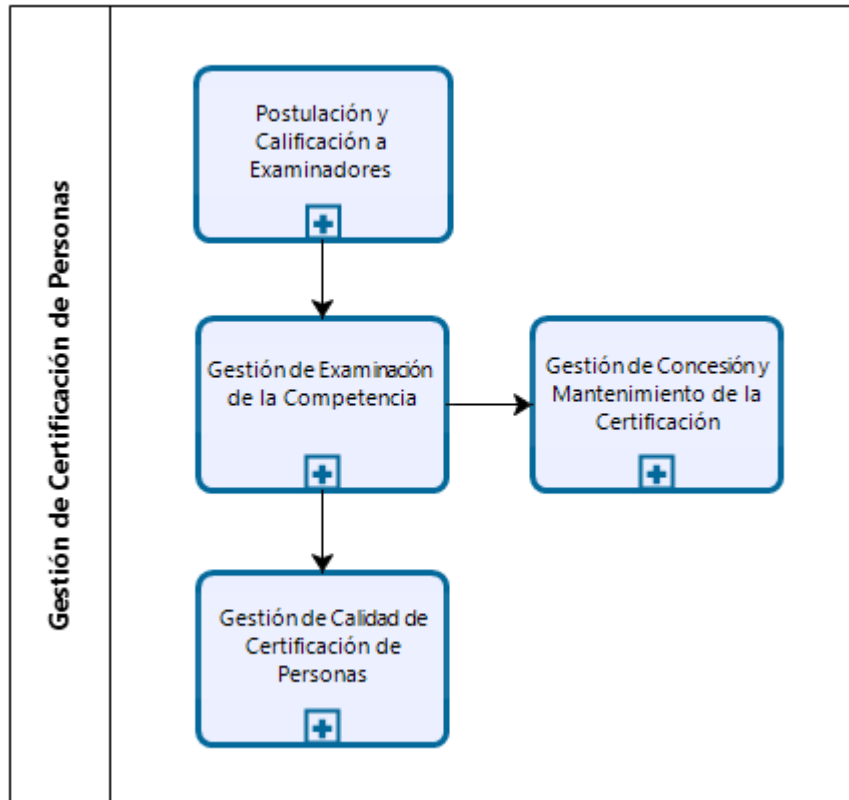 Gestión de Certificación de Personas
Postulación y
Calificación a
Examinadores
Gestión de Examinación
de la Competencia
Gestión de Concesión y
Mantenimiento de la
Certificación
Gestión de Calidad de
Certificación de
Personas